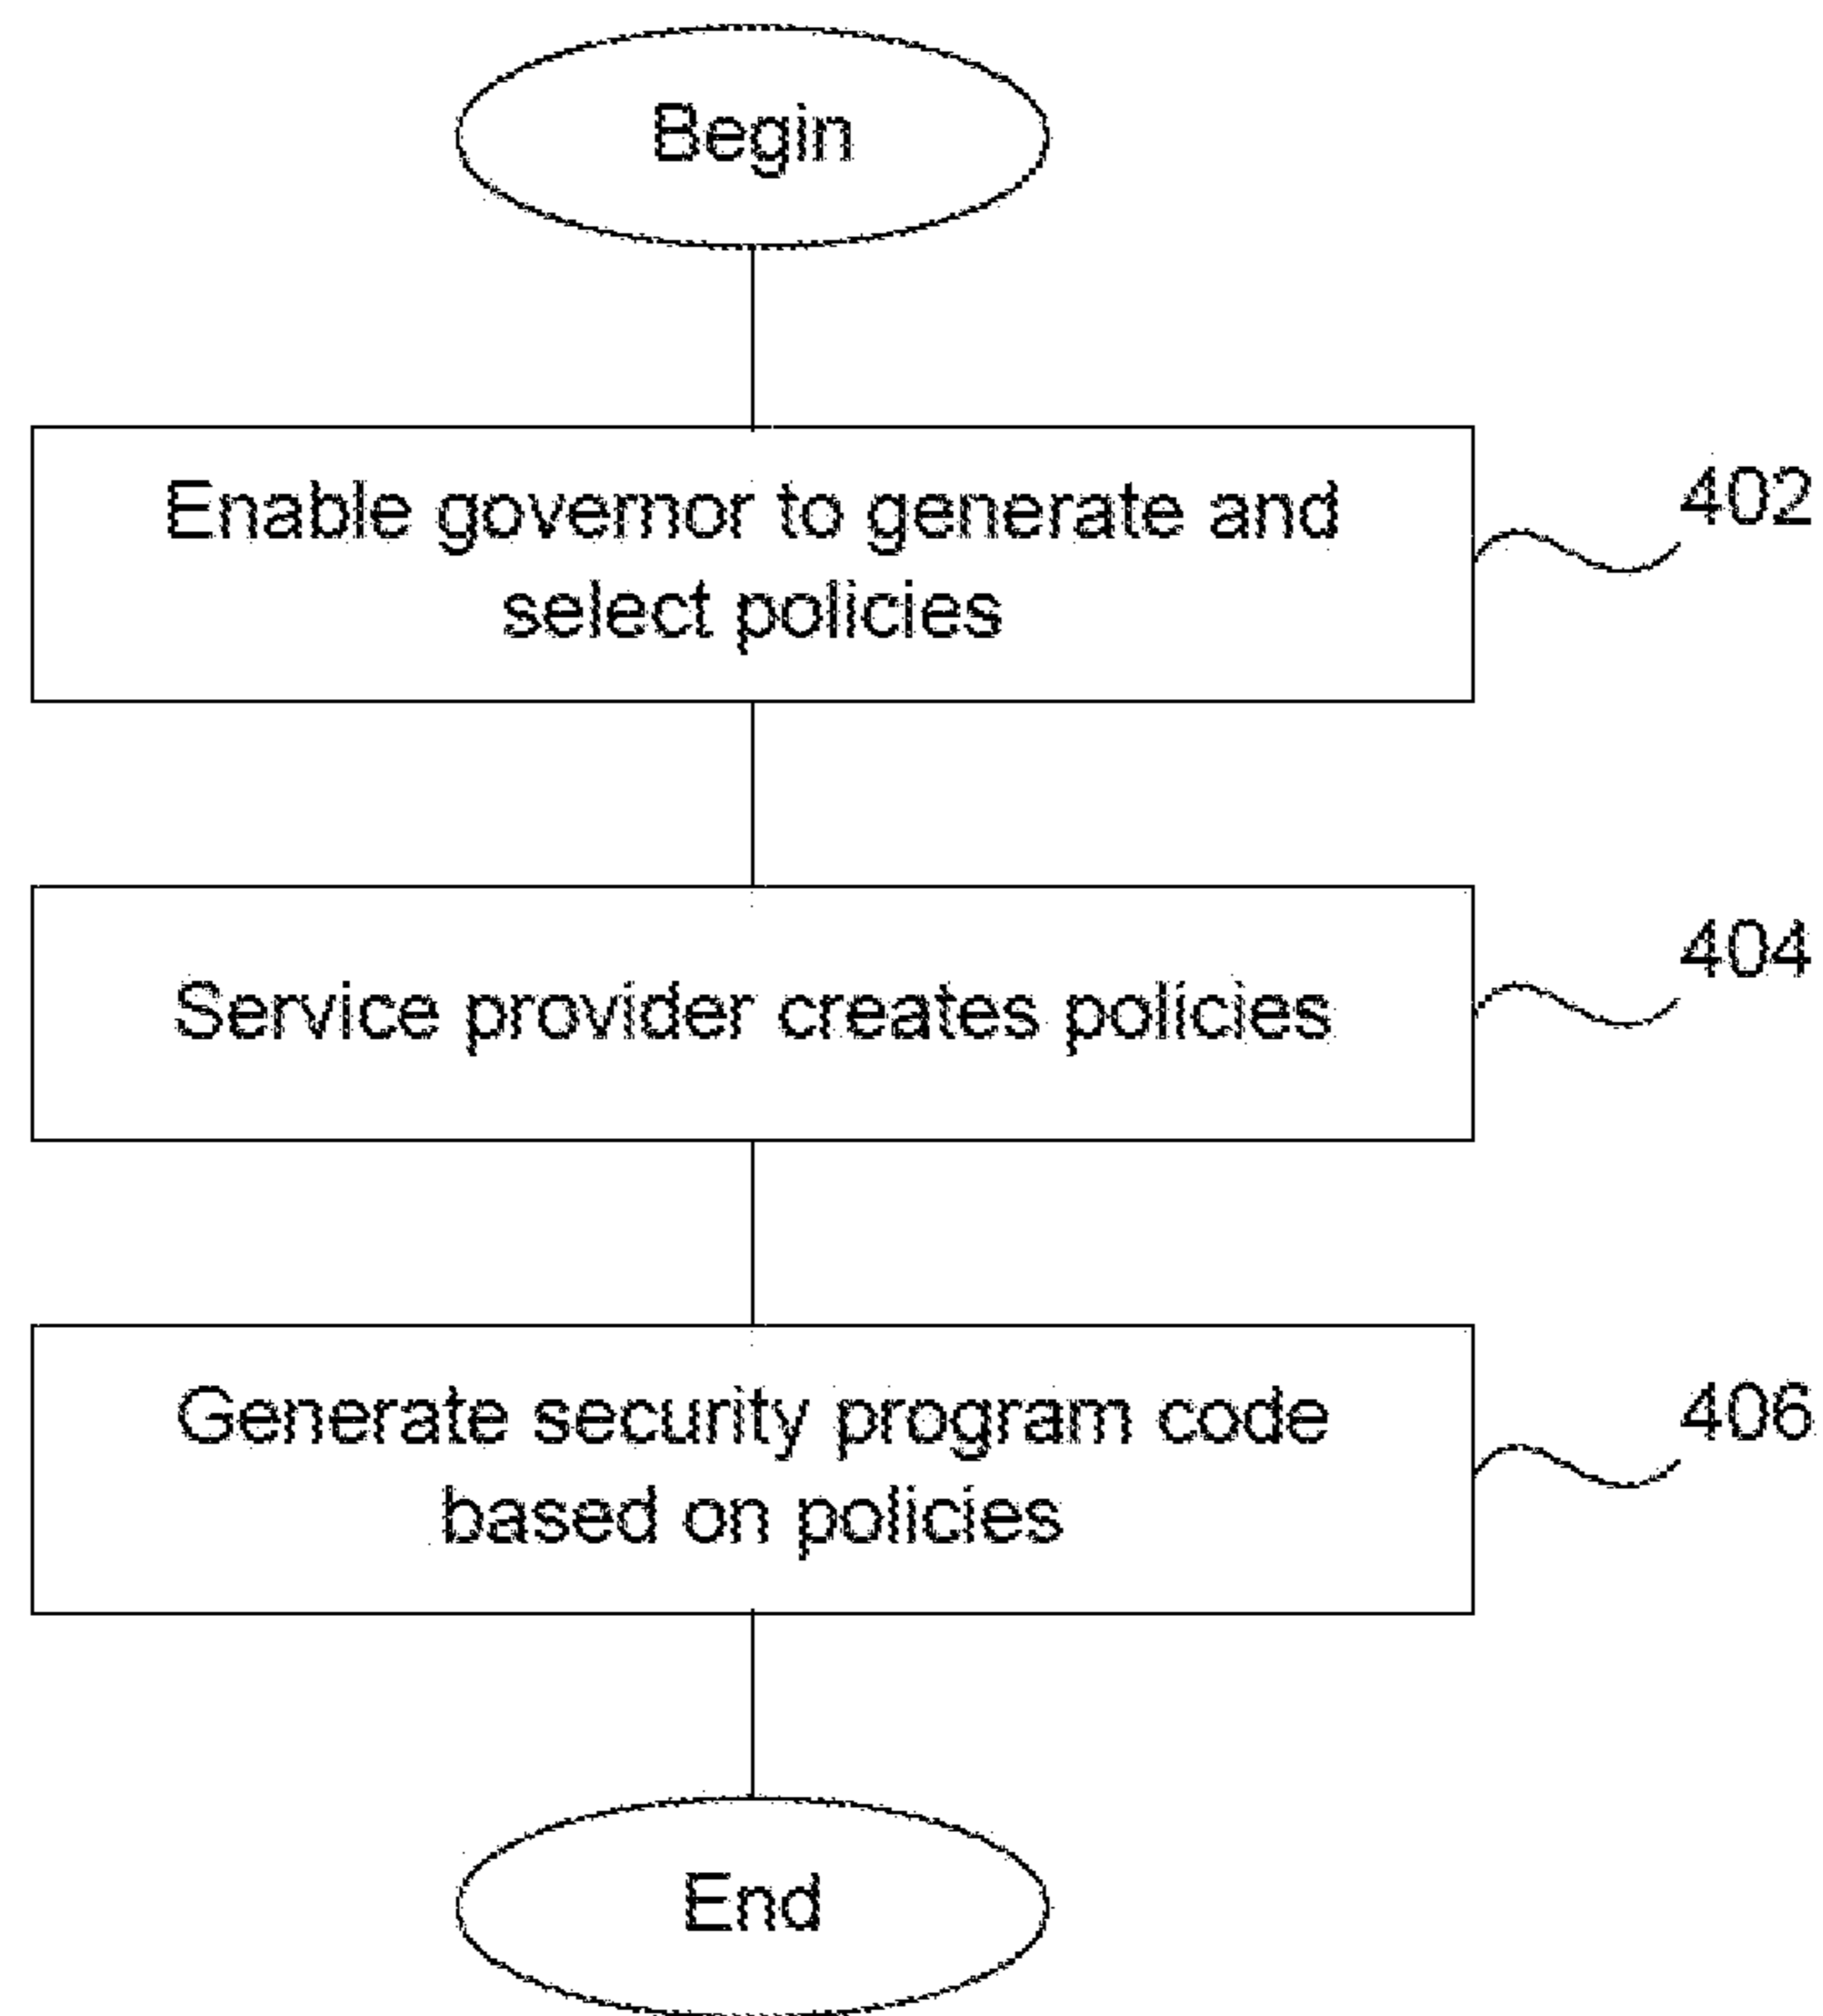 Begin
Enable governor to generate and
select policies
402
Service provider creates policies
404
Generate security program code
based on policies
406
End